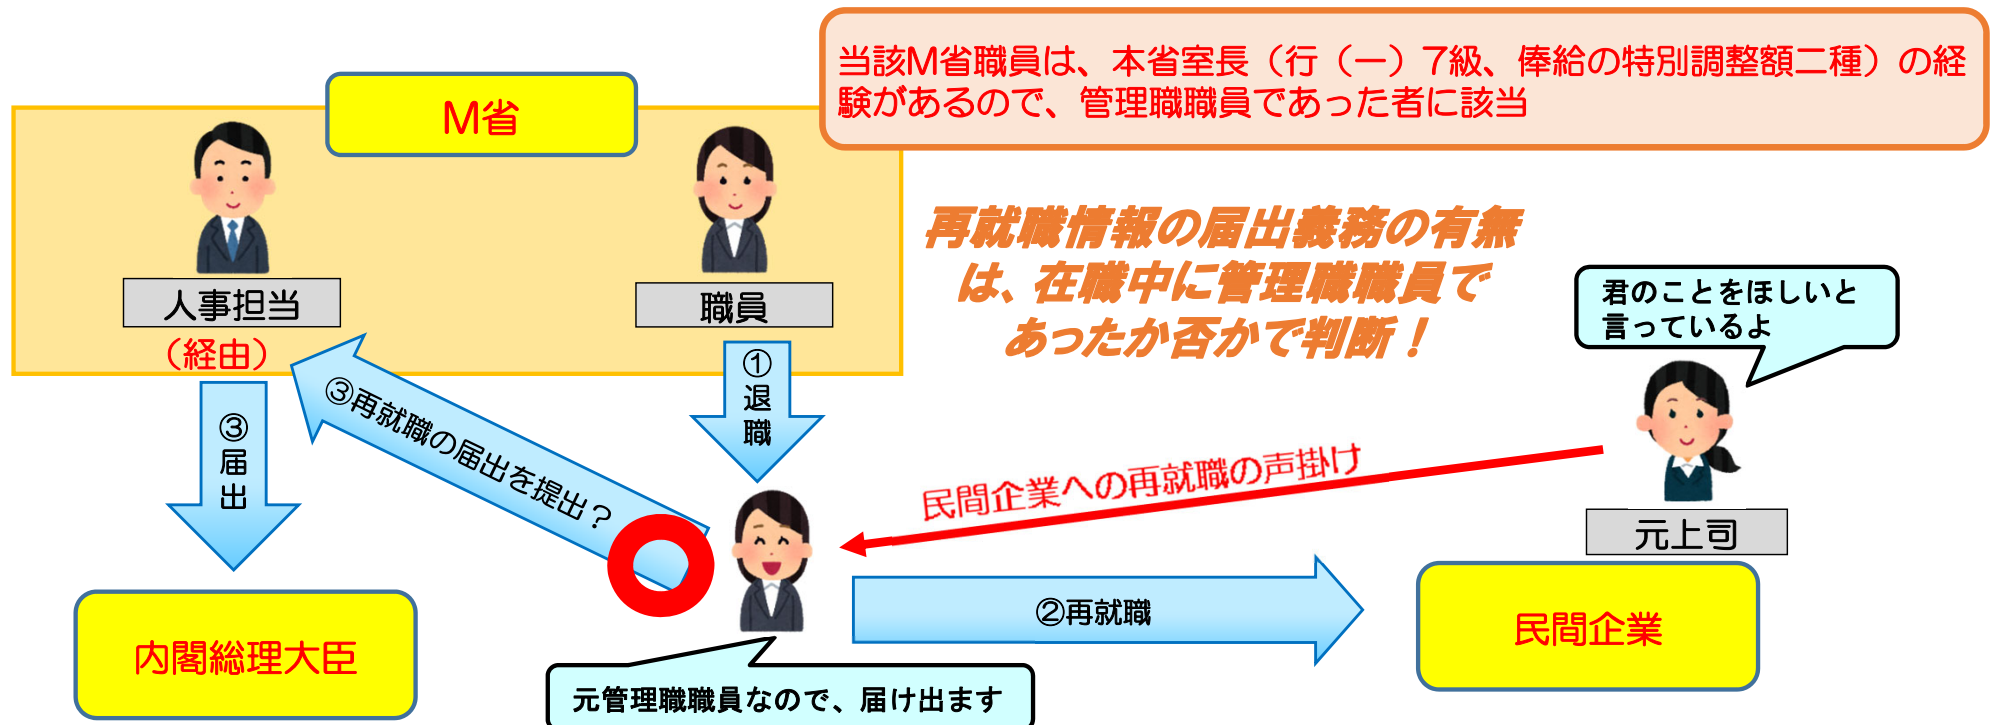 当該M省職員は、本省室長（行（一）7級、俸給の特別調整額二種）の経
験があるので、管理職職員であった者に該当
M省
人事担当
（経由）
職員
再就職情報の届出義務の有無
は、在職中に管理職職員で
あったか否かで判断！
君のことをほしいと
言っているよ
①退職
③再就職の届出を提出？
③届出
民間企業への再就職の声掛け
元上司
②再就職
民間企業
内閣総理大臣
元管理職職員なので、届け出ます